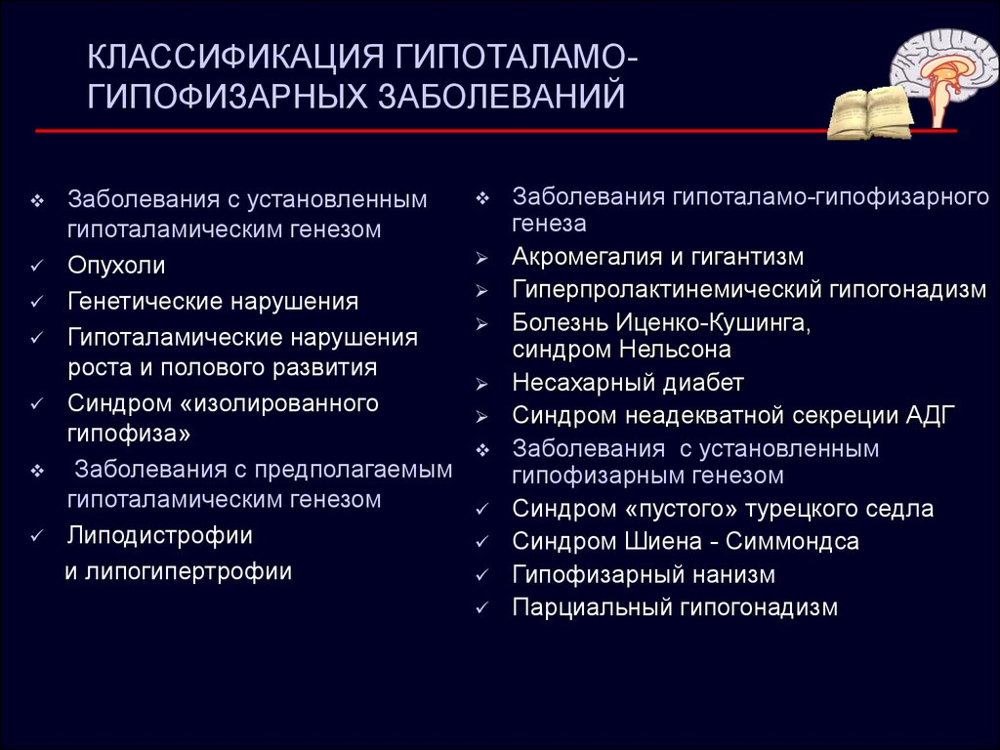 КЛАССИФИКАЦИЯ ГИПОТАЛАМО-
ГИПОФИЗАРНЫХ ЗАБОЛЕВАНИЙ
Заболевания с установленным
гипоталамическим генезом
Опухоли
Генетические нарушения
Гипоталамические нарушения
роста и полового развития
Синдром «изолированного
гипофиза»
Заболевания с предполагаемым
гипоталамическим генезом
Липодистрофии
и липогипертрофии
Заболевания гипоталамо-гипофизарного
генеза
Акромегалия и гигантизм
Гиперпролактинемический гипогонадизм
Болезнь Иценко-Кушинга,
синдром Нельсона
Несахарный диабет
Синдром неадекватной секреции АДГ
Заболевания с установленным
гипофизарным генезом
Синдром «пустого» турецкого седла
Синдром Шиена - Симмондса
Гипофизарный нанизм
Парциальный гипогонадизм